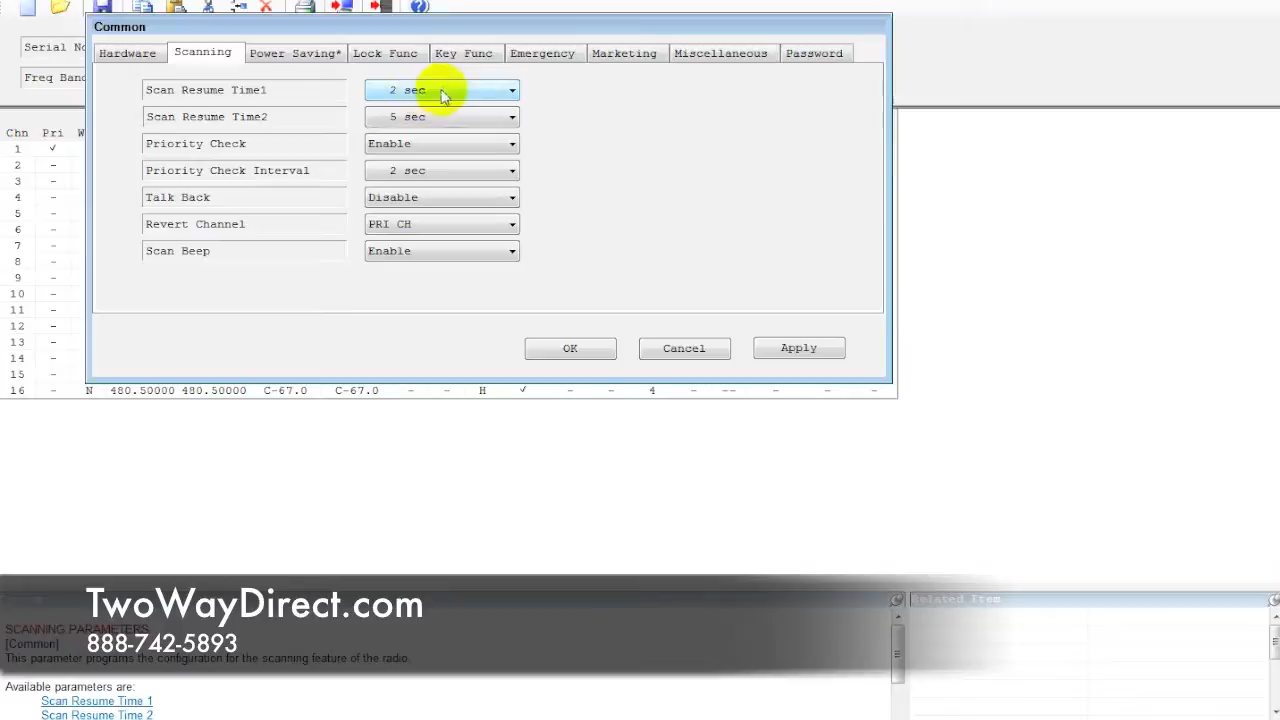 Common
Serial No
Freq Band
Hardware Scanning Power Saving* Lock Func Key Func Emergency Marketing Miscellaneous Password
Scan Resume Time1 2 sec
Scan Resume Time2 5 sec
Priority Check Enable
Priority Check Interval 2 sec
Talk Back Disable
Revert Channel PRI CH
Scan Beep Enable
OK Cancel Apply
Chn Pri W
1 ✓
2 -
3 -
4 -
5 -
6 -
7 -
8 -
9 -
10 -
11 -
12 -
13 -
14 -
15 -
16 - N 480.50000 480.50000 C-67.0 C-67.0 - - H ✓ - - 4 - -- - - -
TwoWayDirect.com
888-742-5893
Related Item
SCANNING PARAMETERS
[Common]
This parameter programs the configuration for the scanning feature of the radio.
Available parameters are:
Scan Resume Time 1
Scan Resume Time 2